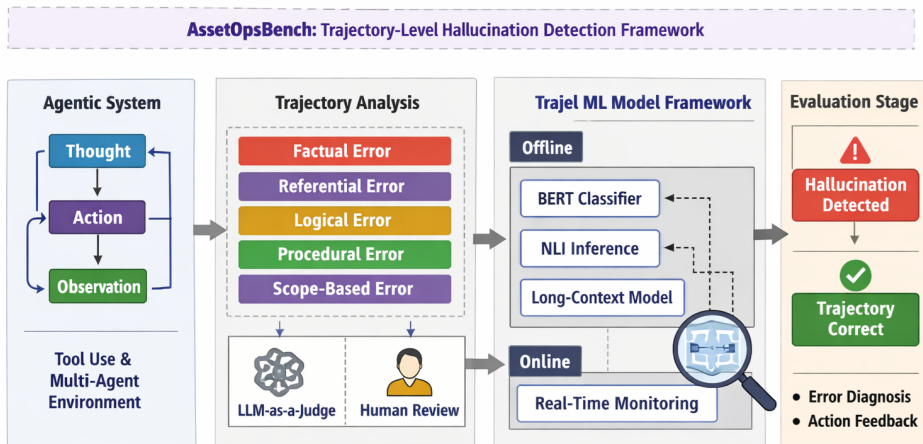 AssetOpsBench: Trajectory-Level Hallucination Detection Framework
Agentic System
Thought
Action
Observation
Tool Use &
Multi-Agent
Environment
Trajectory Analysis
Factual Error
Referential Error
Logical Error
Procedural Error
Scope-Based Error
LLM-as-a-Judge
Human Review
Trajel ML Model Framework
Offline
BERT Classifier
NLI Inference
Long-Context Model
Online
Real-Time Monitoring
Evaluation Stage
Hallucination
Detected
Trajectory
Correct
• Error Diagnosis
• Action Feedback